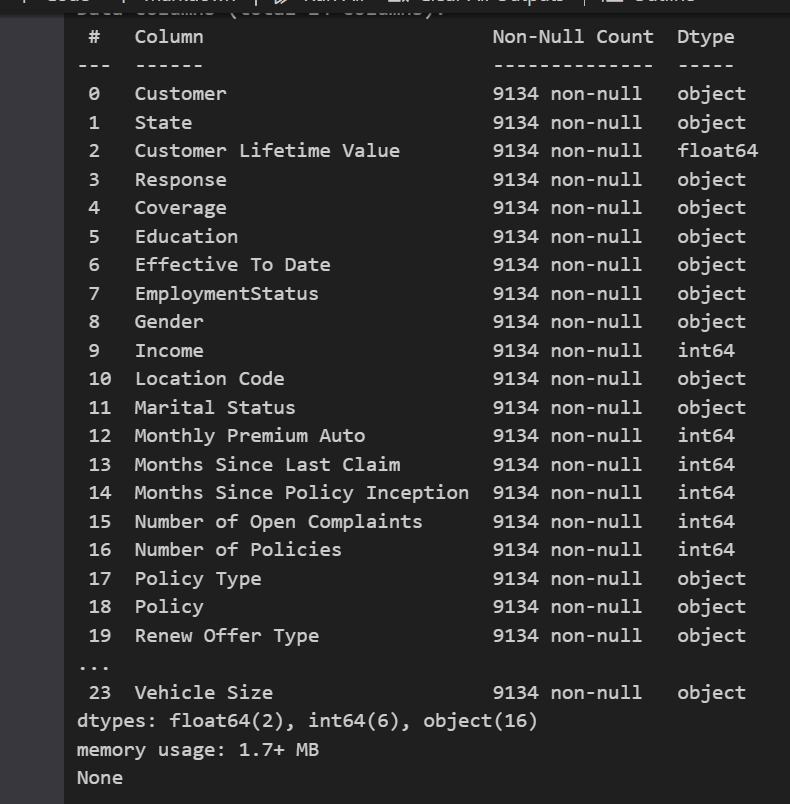 #   Column                         Non-Null Count  Dtype
---  ------                         --------------  -----
 0   Customer                       9134 non-null   object
 1   State                          9134 non-null   object
 2   Customer Lifetime Value        9134 non-null   float64
 3   Response                       9134 non-null   object
 4   Coverage                       9134 non-null   object
 5   Education                      9134 non-null   object
 6   Effective To Date              9134 non-null   object
 7   EmploymentStatus               9134 non-null   object
 8   Gender                         9134 non-null   object
 9   Income                         9134 non-null   int64
 10  Location Code                  9134 non-null   object
 11  Marital Status                 9134 non-null   object
 12  Monthly Premium Auto           9134 non-null   int64
 13  Months Since Last Claim        9134 non-null   int64
 14  Months Since Policy Inception  9134 non-null   int64
 15  Number of Open Complaints      9134 non-null   int64
 16  Number of Policies             9134 non-null   int64
 17  Policy Type                    9134 non-null   object
 18  Policy                         9134 non-null   object
 19  Renew Offer Type               9134 non-null   object
...
 23  Vehicle Size                   9134 non-null   object
dtypes: float64(2), int64(6), object(16)
memory usage: 1.7+ MB
None